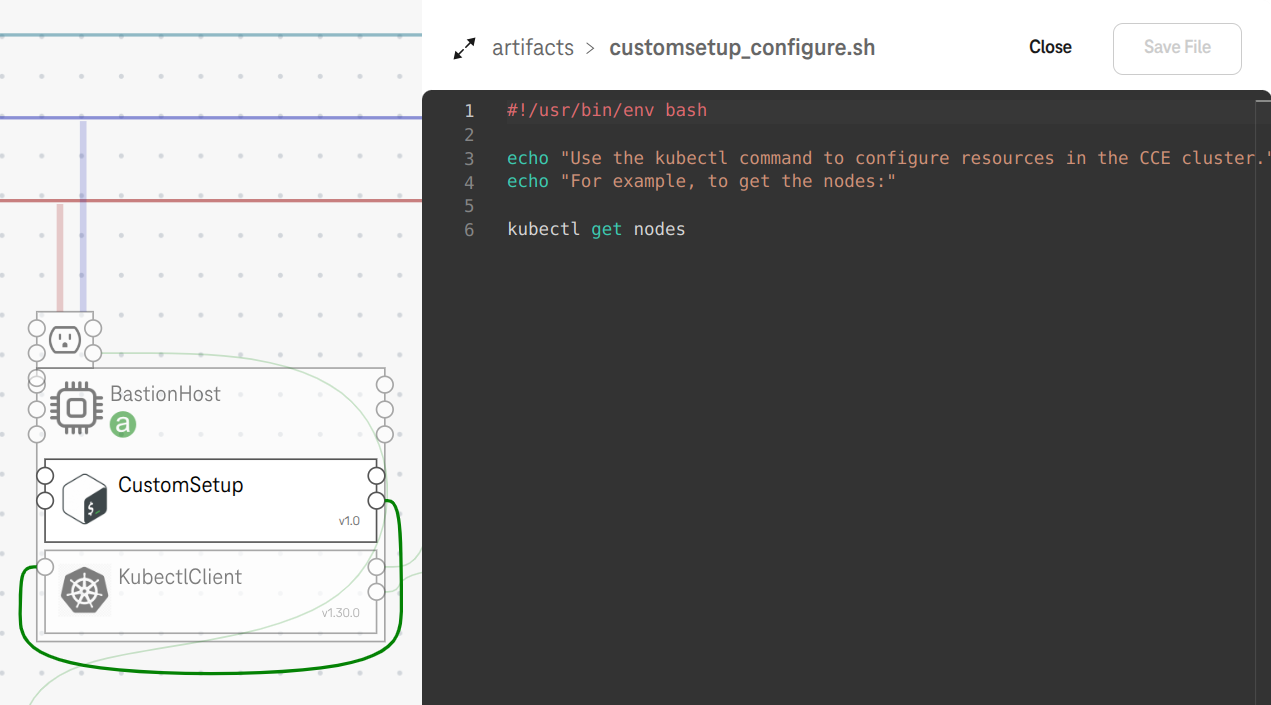 artifacts > customsetup_configure.sh
Close
Save File
1 #!/usr/bin/env bash
2
3 echo "Use the kubectl command to configure resources in the CCE cluster."
4 echo "For example, to get the nodes:"
5
6 kubectl get nodes
BastionHost
a
CustomSetup
$_
v1.0
KubectlClient
v1.30.0